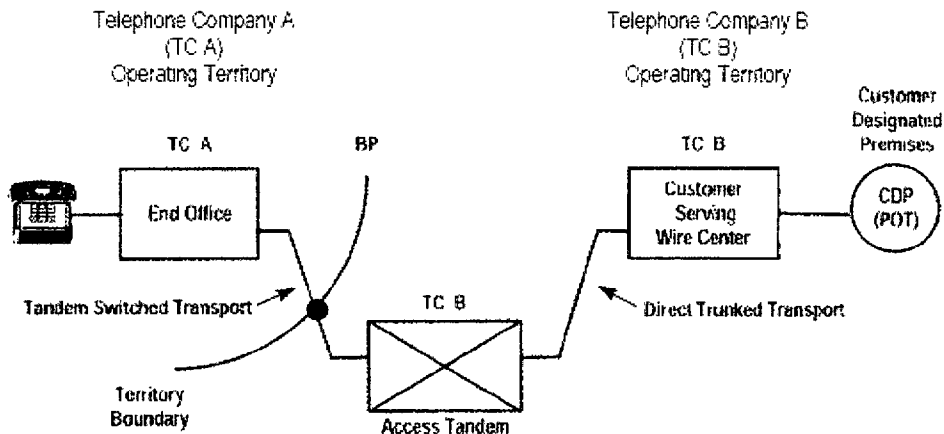 Telephone Company A
(TC A)
Operating Territory
Telephone Company B
(TC B)
Operating Territory
Customer
Designated
Premises
TC A
BP
TC B
End Office
Customer
Serving
Wire Center
CDP
(POT)
Tandem Switched Transport
TC B
Direct Trunked Transport
Territory
Boundary
Access Tandem